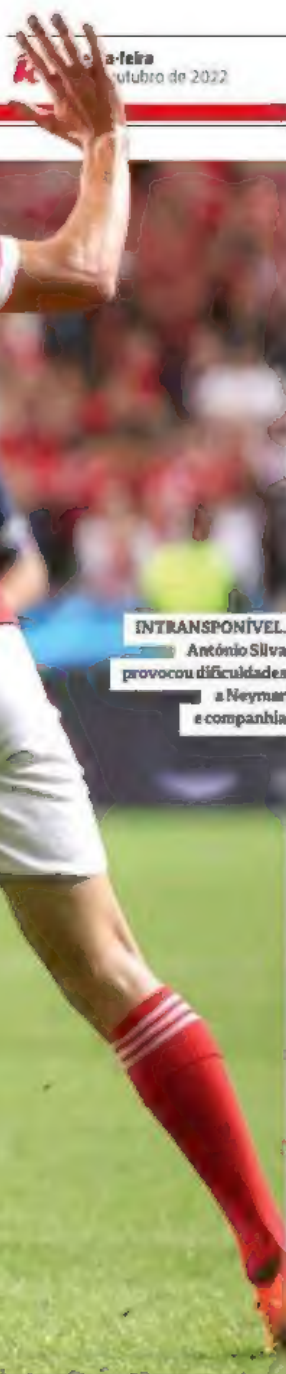 a-feira
utubro de 2022
INTRANSPONÍVEL.
António Silva
provocou dificuldades
a Neymar
e companhia